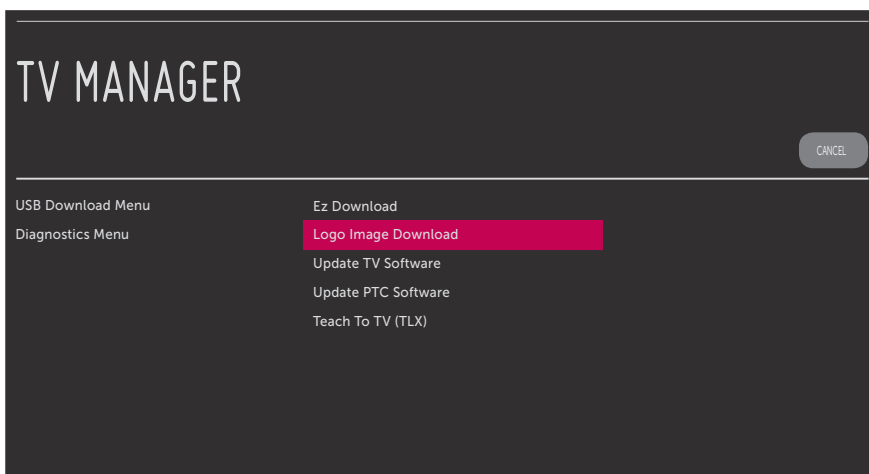 TV MANAGER
CANCEL
USB Download Menu
Diagnostics Menu
Ez Download
Logo Image Download
Update TV Software
Update PTC Software
Teach To TV (TLX)